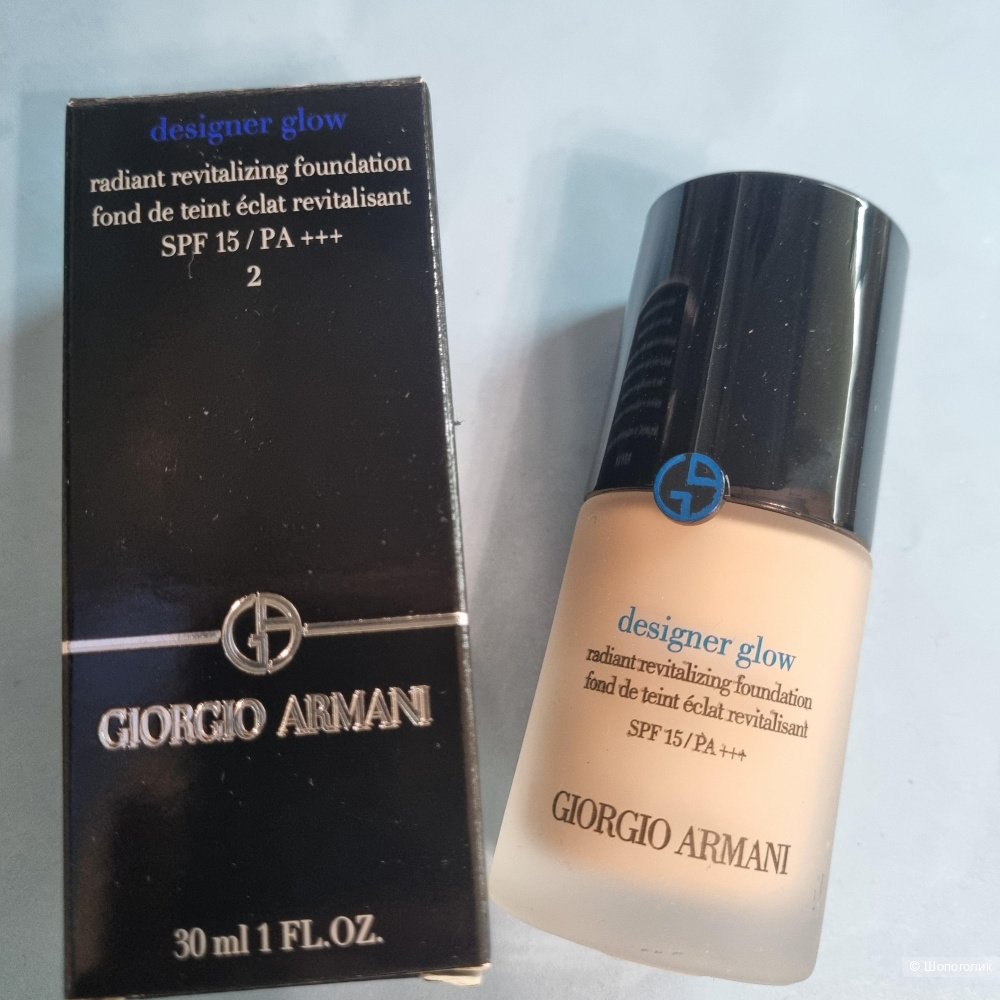 designer glow
radiant revitalizing foundation
fond de teint éclat revitalisant
SPF 15 / PA +++
2
GIORGIO ARMANI
30 ml 1 FL.OZ.
designer glow
radiant revitalizing foundation
fond de teint éclat revitalisant
SPF 15 / PA +++
GIORGIO ARMANI
© Шопоголик